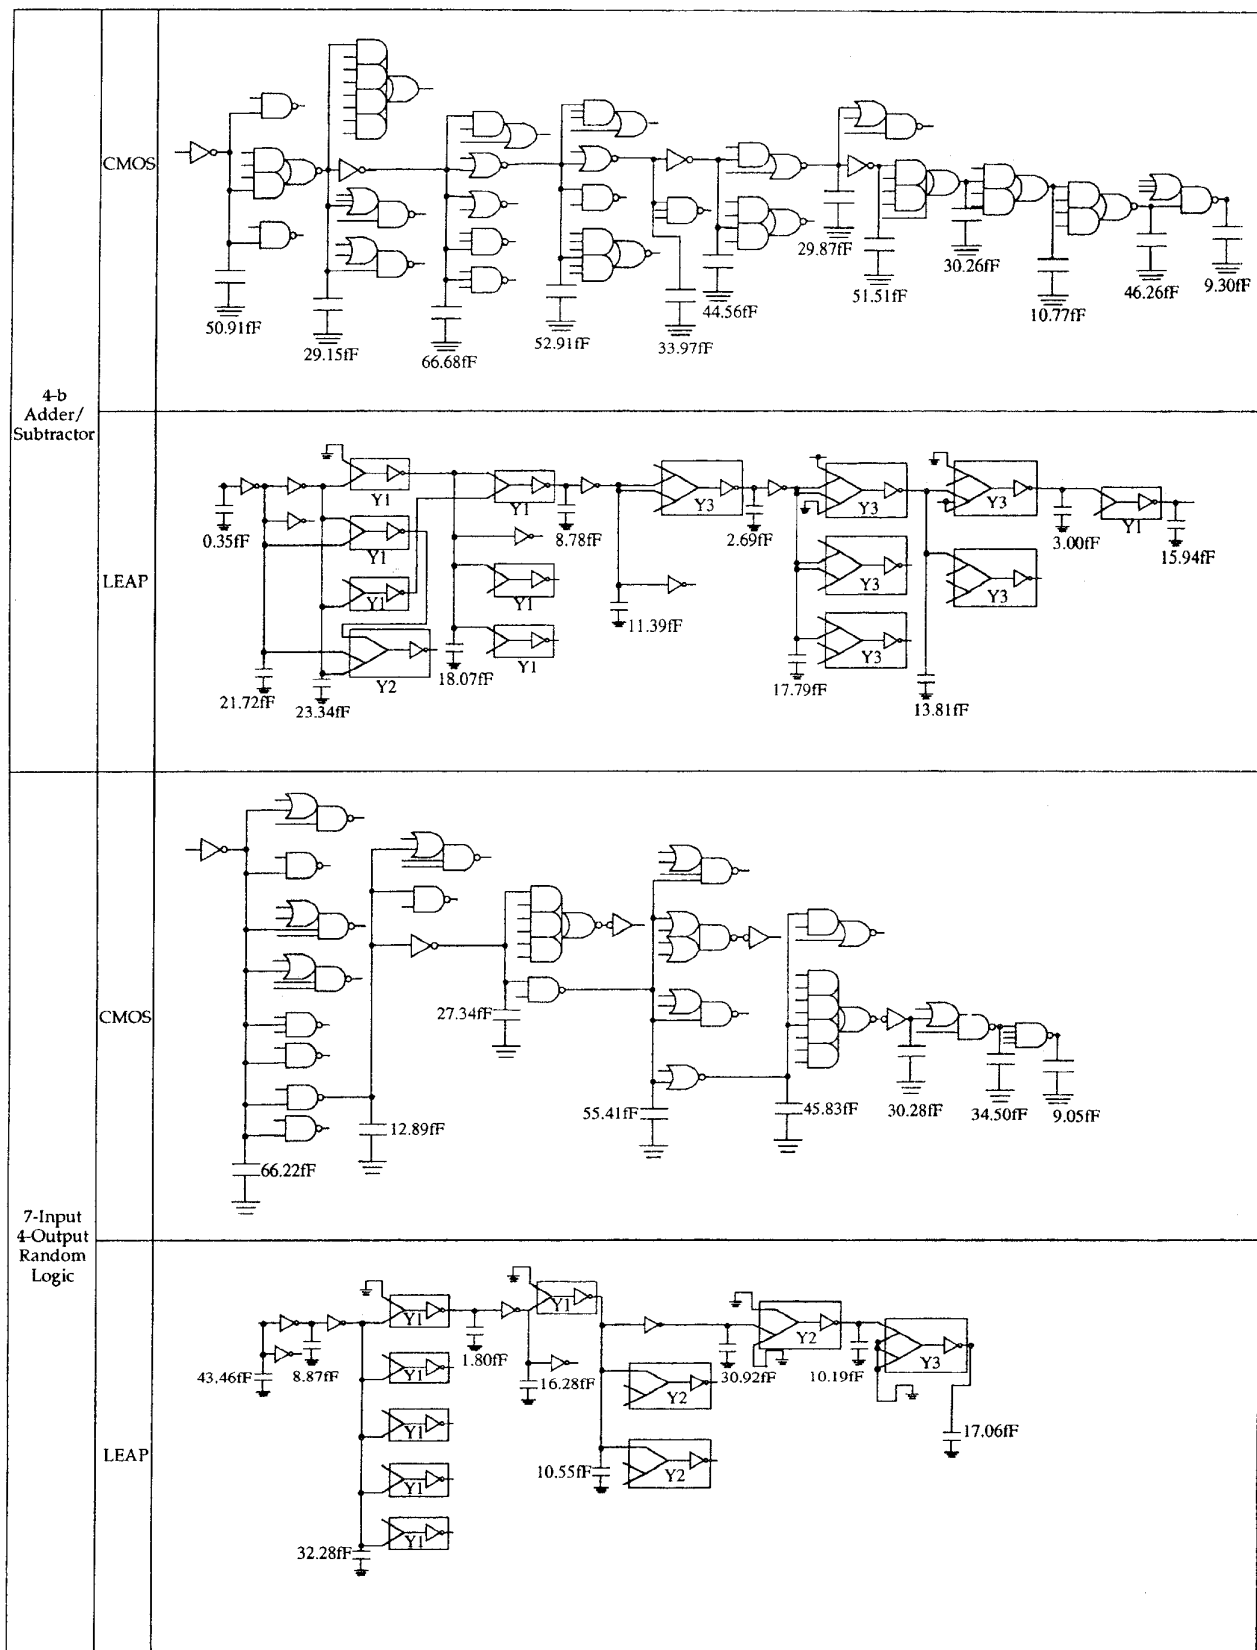 CMOS
50.91fF
29.15fF
66.68fF
52.91fF
33.97fF
44.56fF
29.87fF
51.51fF
30.26fF
10.77fF
46.26fF
9.30fF
4-b
Adder/
Subtractor
LEAP
0.35fF
21.72fF
23.34fF
Y1
Y1
Y1
Y2
18.07fF
Y1
Y1
Y1
8.78fF
11.39fF
Y3
2.69fF
17.79fF
Y3
Y3
Y3
13.81fF
Y3
Y3
3.00fF
Y1
15.94fF
CMOS
66.22fF
12.89fF
27.34fF
55.41fF
45.83fF
30.28fF
34.50fF
9.05fF
7-Input
4-Output
Random
Logic
LEAP
43.46fF
8.87fF
32.28fF
Y1
Y1
Y1
Y1
Y1
1.80fF
16.28fF
Y1
10.55fF
Y2
Y2
30.92fF
Y2
10.19fF
Y3
17.06fF